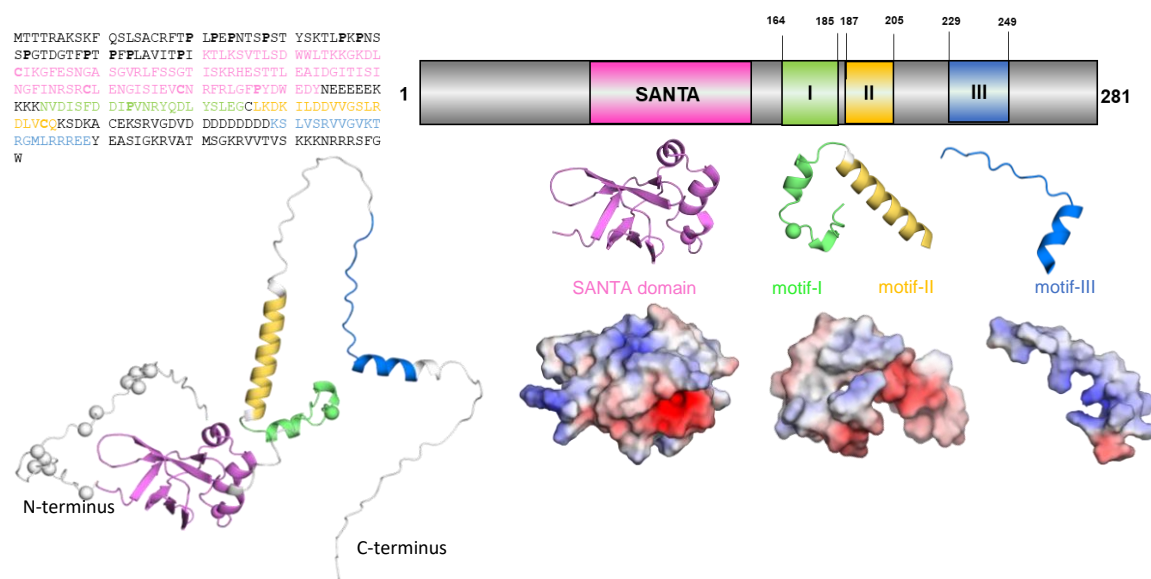 MTTTRAKSKF QSLSACRFTP LPEPNTSPST YSKTLPKPNS
SPGTDGTFPT PFPLAVITPI KTLKSVTLSD WWLTKKGKDL
CIKGFESNGA SGVRLFSSGT ISKRHESTTL EAIDGITISI
NGFINRSRCL ENGISIEVCN RFRLGFPYDW EDYNEEEEEK
KKKNVDISFD DIPVNRYQDL YSLEGCLKDK ILDDVVGSLR
DLVCQKSDKA CEKSRVGDVD DDDDDDDDKS LVSRVVGVKT
RGMLRRREEY EASIGKRVAT MSGKRVVTVS KKKNRRRSFG
W
164 185 187 205 229 249
1 SANTA I II III 281
SANTA domain motif-I motif-II motif-III
N-terminus
C-terminus